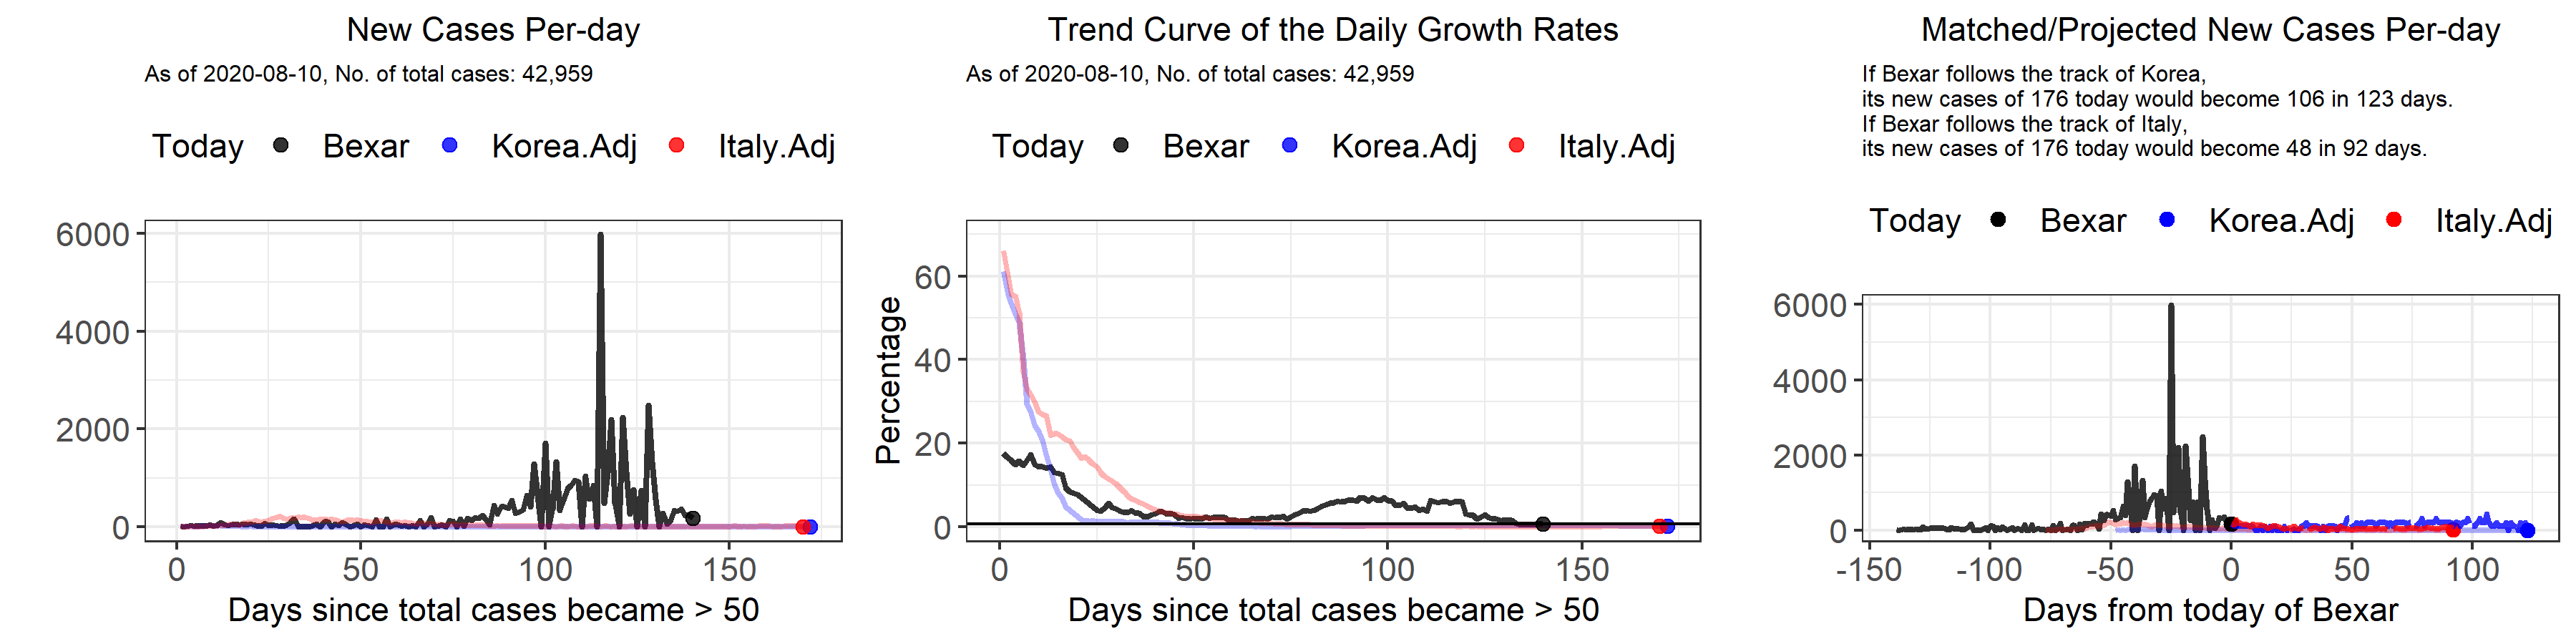 New Cases Per-day
As of 2020-08-10, No. of total cases: 42,959
Today Bexar Korea.Adj Italy.Adj
6000
4000
2000
0
0 50 100 150
Days since total cases became > 50
Trend Curve of the Daily Growth Rates
As of 2020-08-10, No. of total cases: 42,959
Today Bexar Korea.Adj Italy.Adj
Percentage
60
40
20
0
0 50 100 150
Days since total cases became > 50
Matched/Projected New Cases Per-day
If Bexar follows the track of Korea,
its new cases of 176 today would become 106 in 123 days.
If Bexar follows the track of Italy,
its new cases of 176 today would become 48 in 92 days.
Today Bexar Korea.Adj Italy.Adj
6000
4000
2000
0
-150 -100 -50 0 50 100
Days from today of Bexar